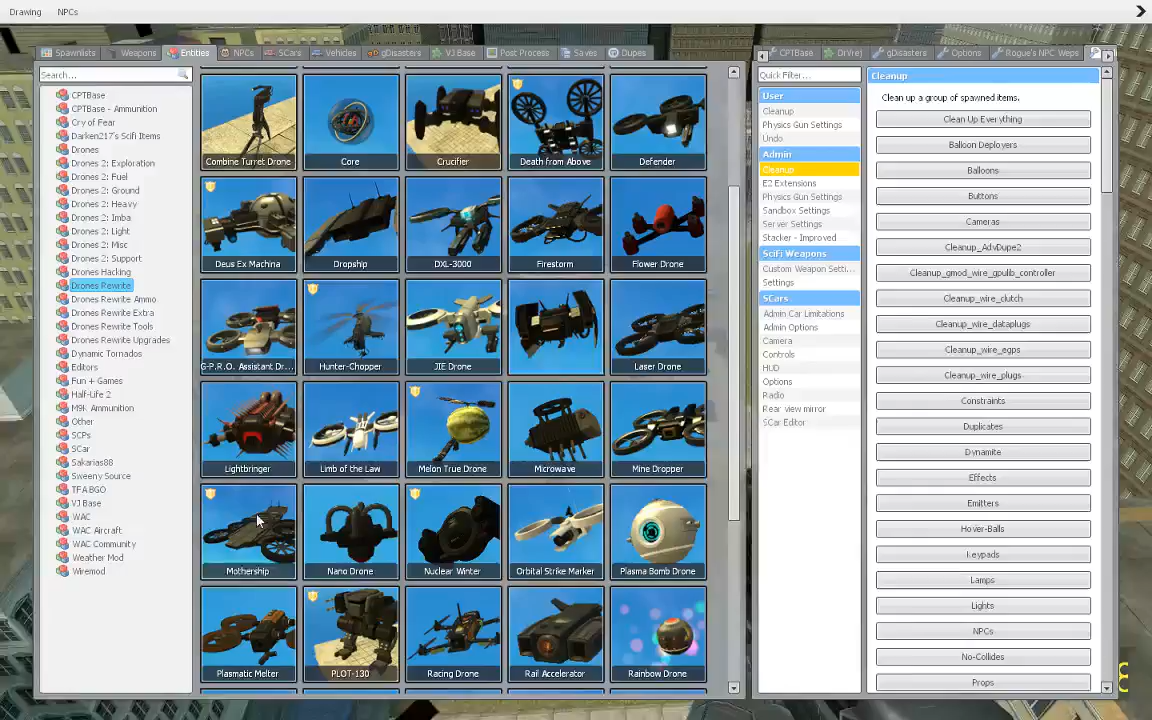 Drawing NPCs
Spawnlists Weapons Entities NPCs SCars Vehicles gDisasters VJ Base Post Process Saves Dupes
CPTBase gDisasters Options Rogue's NPC Weps
Search...
CPTBase
CPTBase - Ammunition
Cry of Fear
Darken217's Scifi Items
Drones
Drones 2: Exploration
Drones 2: Fuel
Drones 2: Ground
Drones 2: Heavy
Drones 2: Imba
Drones 2: Light
Drones 2: Misc
Drones 2: Support
Drones Hacking
Drones Rewrite
Drones Rewrite Ammo
Drones Rewrite Extra
Drones Rewrite Tools
Drones Rewrite Upgrades
Dynamic Tornados
Editors
Fun + Games
Half-Life 2
M9K Ammunition
Other
SCPs
SCar
Sakarias88
Sweeny Source
TFA BGO
VJ Base
WAC
WAC Aircraft
WAC Community
Weather Mod
Wiremod
Combine Turret Drone Core Crucifier Death from Above Defender
Deus Ex Machina Dropship DXL-3000 Firestorm Flower Drone
G-P.R.O. Assistant Dr... Hunter-Chopper JIE Drone Laser Drone
Lightbringer Limb of the Law Melon True Drone Microwave Mine Dropper
Mothership Nano Drone Nuclear Winter Orbital Strike Marker Plasma Bomb Drone
Plasmatic Melter PLOT-130 Racing Drone Rail Accelerator Rainbow Drone
Quick Filter...
User
Cleanup
Physics Gun Settings
Undo
Admin
Cleanup
E2 Extensions
Physics Gun Settings
Sandbox Settings
Server Settings
Stacker - Improved
SciFi Weapons
Custom Weapon Setti...
Settings
SCars
Admin Car Limitations
Admin Options
Camera
Controls
HUD
Options
Radio
Rear view mirror
SCar Editor
Cleanup
Clean up a group of spawned items.
Clean Up Everything
Balloon Deployers
Balloons
Buttons
Cameras
Cleanup_AdvDupe2
Cleanup_gmod_wire_gpulib_controller
Cleanup_wire_clutch
Cleanup_wire_dataplugs
Cleanup_wire_egps
Cleanup_wire_plugs
Constraints
Duplicates
Dynamite
Effects
Emitters
Hover-Balls
Keypads
Lamps
Lights
NPCs
No-Collides
Props